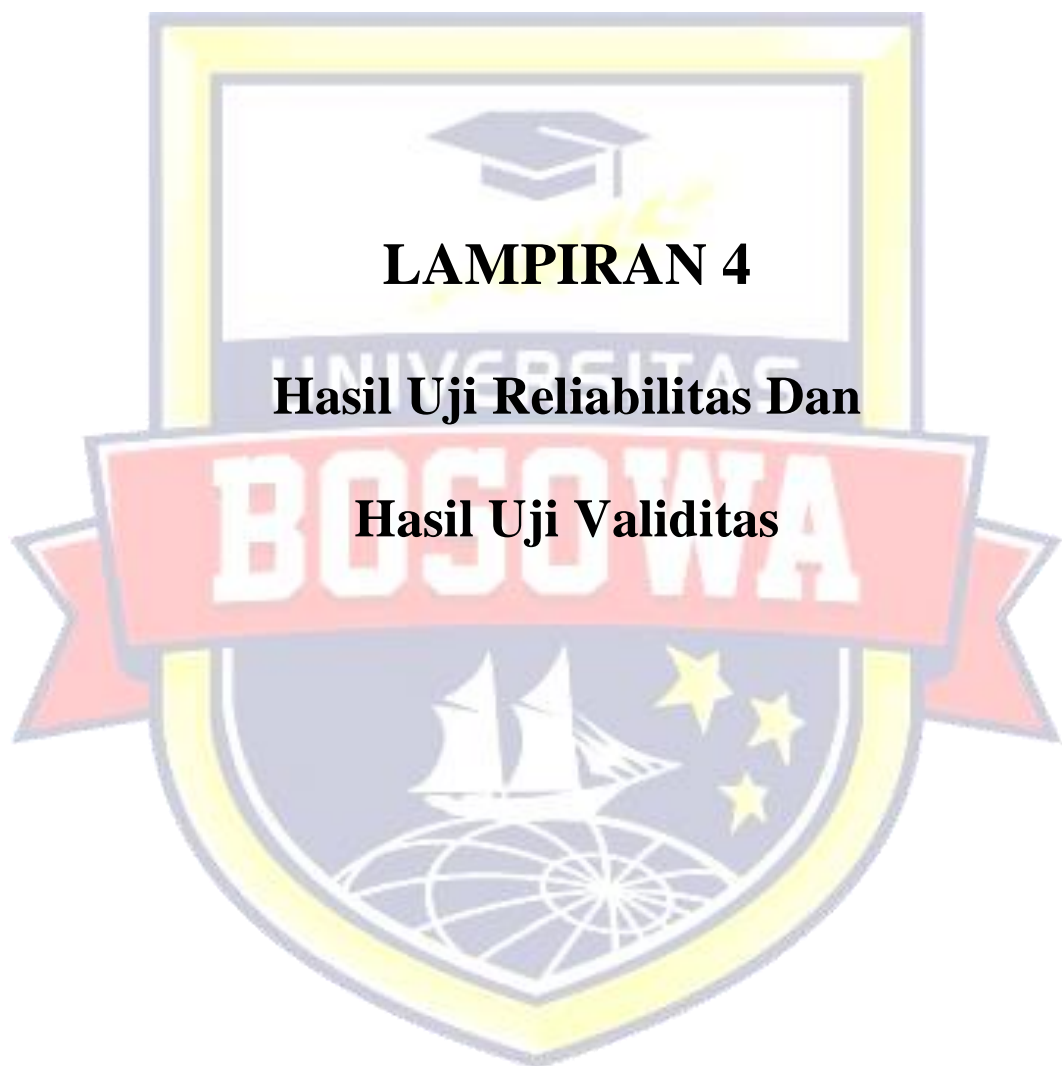 LAMPIRAN 4
UNIVERSITAS
Hasil Uji Reliabilitas Dan
BOSOWA
Hasil Uji Validitas